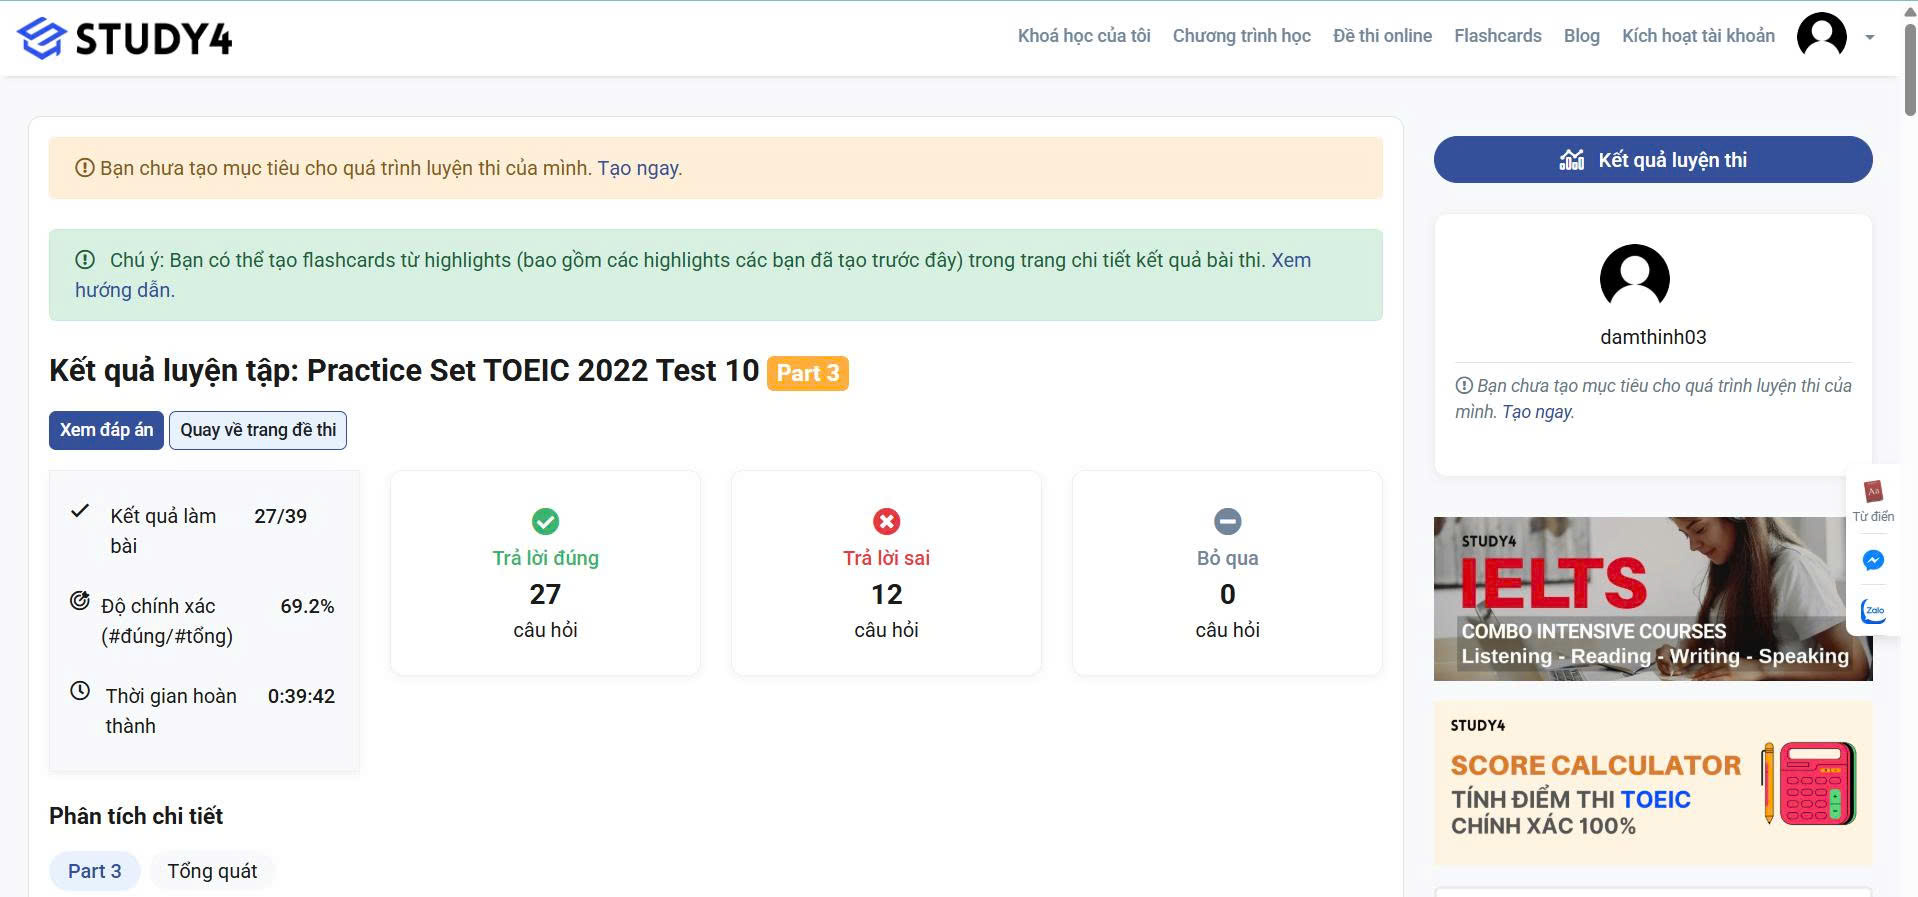 STUDY4
Khoá học của tôi
Chương trình học
Đề thi online
Flashcards
Blog
Kích hoạt tài khoản
Bạn chưa tạo mục tiêu cho quá trình luyện thi của mình. Tạo ngay.
Chú ý: Bạn có thể tạo flashcards từ highlights (bao gồm các highlights các bạn đã tạo trước đây) trong trang chi tiết kết quả bài thi. Xem
hướng dẫn.
Kết quả luyện tập: Practice Set TOEIC 2022 Test 10 Part 3
Xem đáp án
Quay về trang đề thi
Kết quả làm 27/39
bài
Độ chính xác 69.2%
(#đúng/#tổng)
Thời gian hoàn 0:39:42
thành
Trả lời đúng
27
câu hỏi
Trả lời sai
12
câu hỏi
Bỏ qua
0
câu hỏi
Phân tích chi tiết
Part 3
Tổng quát
Kết quả luyện thi
damthinh03
Bạn chưa tạo mục tiêu cho quá trình luyện thi của
mình. Tạo ngay.
Aa
Từ điển
Zalo
STUDY4
IELTS
COMBO INTENSIVE COURSES
Listening - Reading - Writing - Speaking
STUDY4
SCORE CALCULATOR
TÍNH ĐIỂM THI TOEIC
CHÍNH XÁC 100%